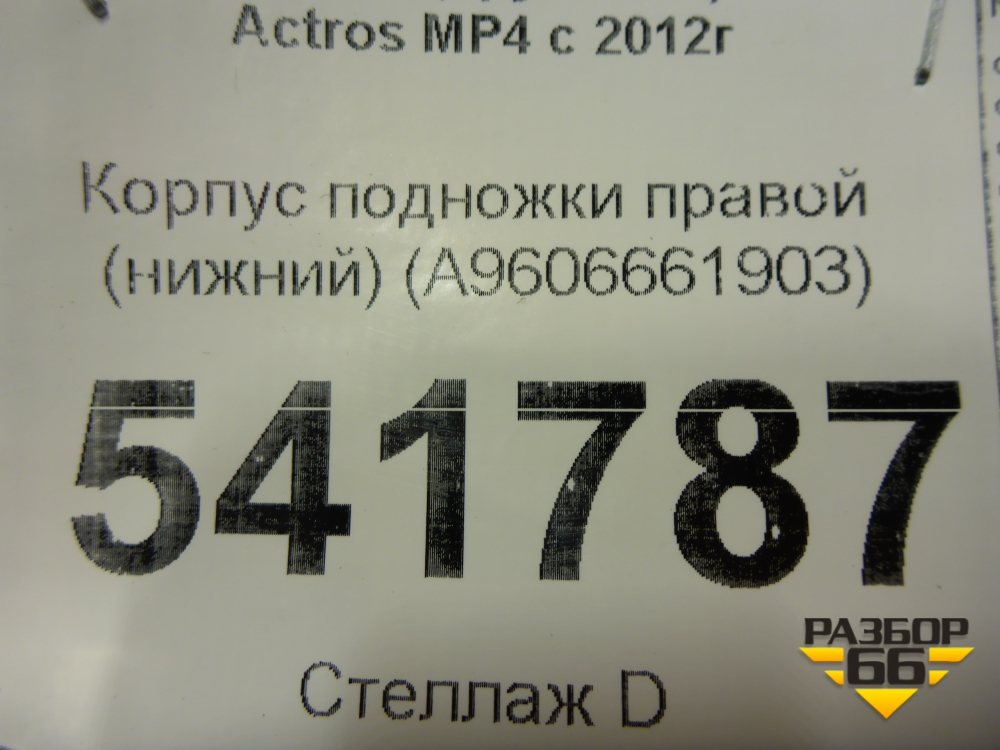 Actros MP4 с 2012г
Корпус подножки правой
(нижний) (A9606661903)
541787
РАЗБОР
66
Стеллаж D